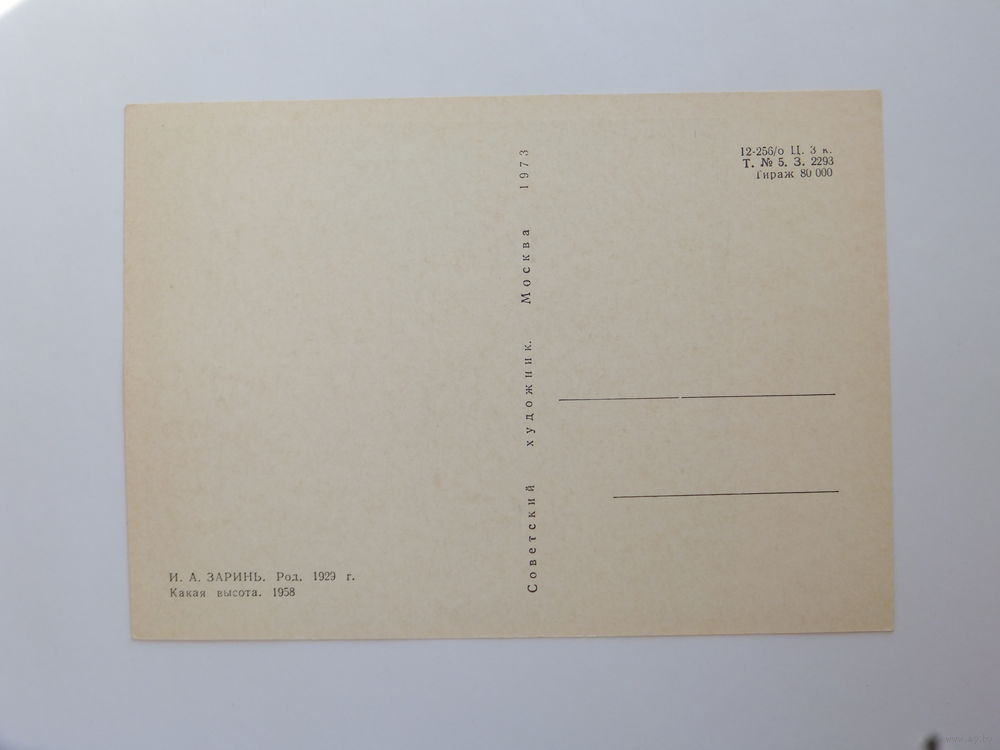 И. А. ЗАРИНЬ. Род. 1929 г.
Какая высота. 1958
Советский художник. Москва 1973
12-256/о Ц. 3 к.
Т. № 5. З. 2293
Тираж 80 000